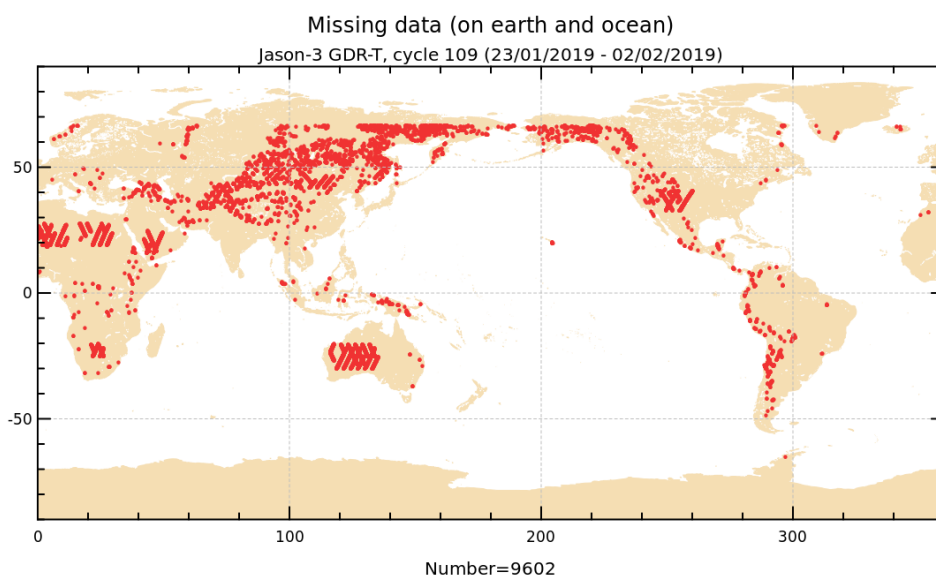 Missing data (on earth and ocean)
Jason-3 GDR-T, cycle 109 (23/01/2019 - 02/02/2019)
50
0
-50
0 100 200 300
Number=9602